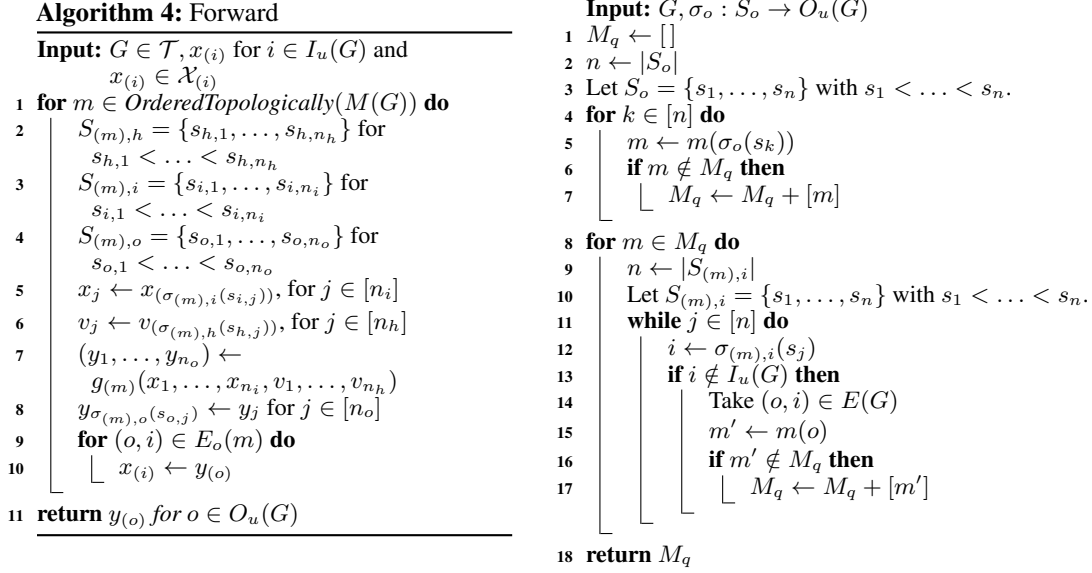 Algorithm 4: Forward
Input: G ∈ 𝒯, x_(i) for i ∈ I_u(G) and
x_(i) ∈ 𝒳_(i)
1 for m ∈ OrderedTopologically(M(G)) do
2 S_(m),h = {s_h,1, . . . , s_h,n_h} for
s_h,1 < . . . < s_h,n_h
3 S_(m),i = {s_i,1, . . . , s_i,n_i} for
s_i,1 < . . . < s_i,n_i
4 S_(m),o = {s_o,1, . . . , s_o,n_o} for
s_o,1 < . . . < s_o,n_o
5 x_j ← x_(σ_(m),i(s_i,j)), for j ∈ [n_i]
6 v_j ← v_(σ_(m),h(s_h,j)), for j ∈ [n_h]
7 (y_1, . . . , y_n_o) ←
g_(m)(x_1, . . . , x_n_i, v_1, . . . , v_n_h)
8 y_σ_(m),o(s_o,j) ← y_j for j ∈ [n_o]
9 for (o, i) ∈ E_o(m) do
10 x_(i) ← y_(o)
11 return y_(o) for o ∈ O_u(G)
Input: G, σ_o : S_o → O_u(G)
1 M_q ← [ ]
2 n ← |S_o|
3 Let S_o = {s_1, . . . , s_n} with s_1 < . . . < s_n.
4 for k ∈ [n] do
5 m ← m(σ_o(s_k))
6 if m ∉ M_q then
7 M_q ← M_q + [m]
8 for m ∈ M_q do
9 n ← |S_(m),i|
10 Let S_(m),i = {s_1, . . . , s_n} with s_1 < . . . < s_n.
11 while j ∈ [n] do
12 i ← σ_(m),i(s_j)
13 if i ∉ I_u(G) then
14 Take (o, i) ∈ E(G)
15 m′ ← m(o)
16 if m′ ∉ M_q then
17 M_q ← M_q + [m′]
18 return M_q